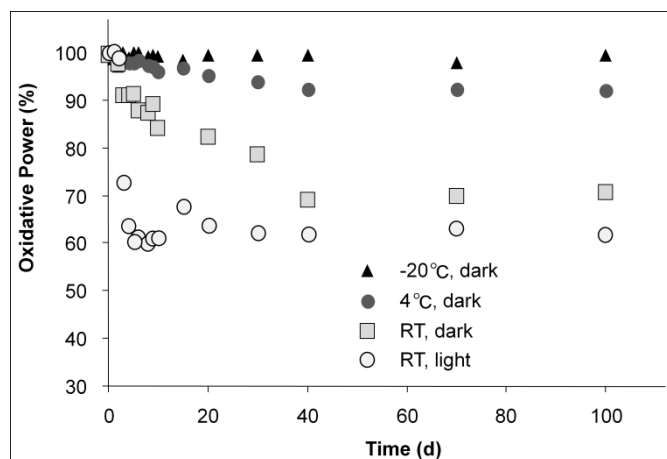 Oxidative Power (%)
100
90
80
70
60
50
40
30
-20°C, dark
4°C, dark
RT, dark
RT, light
0
20
40
60
80
100
Time (d)